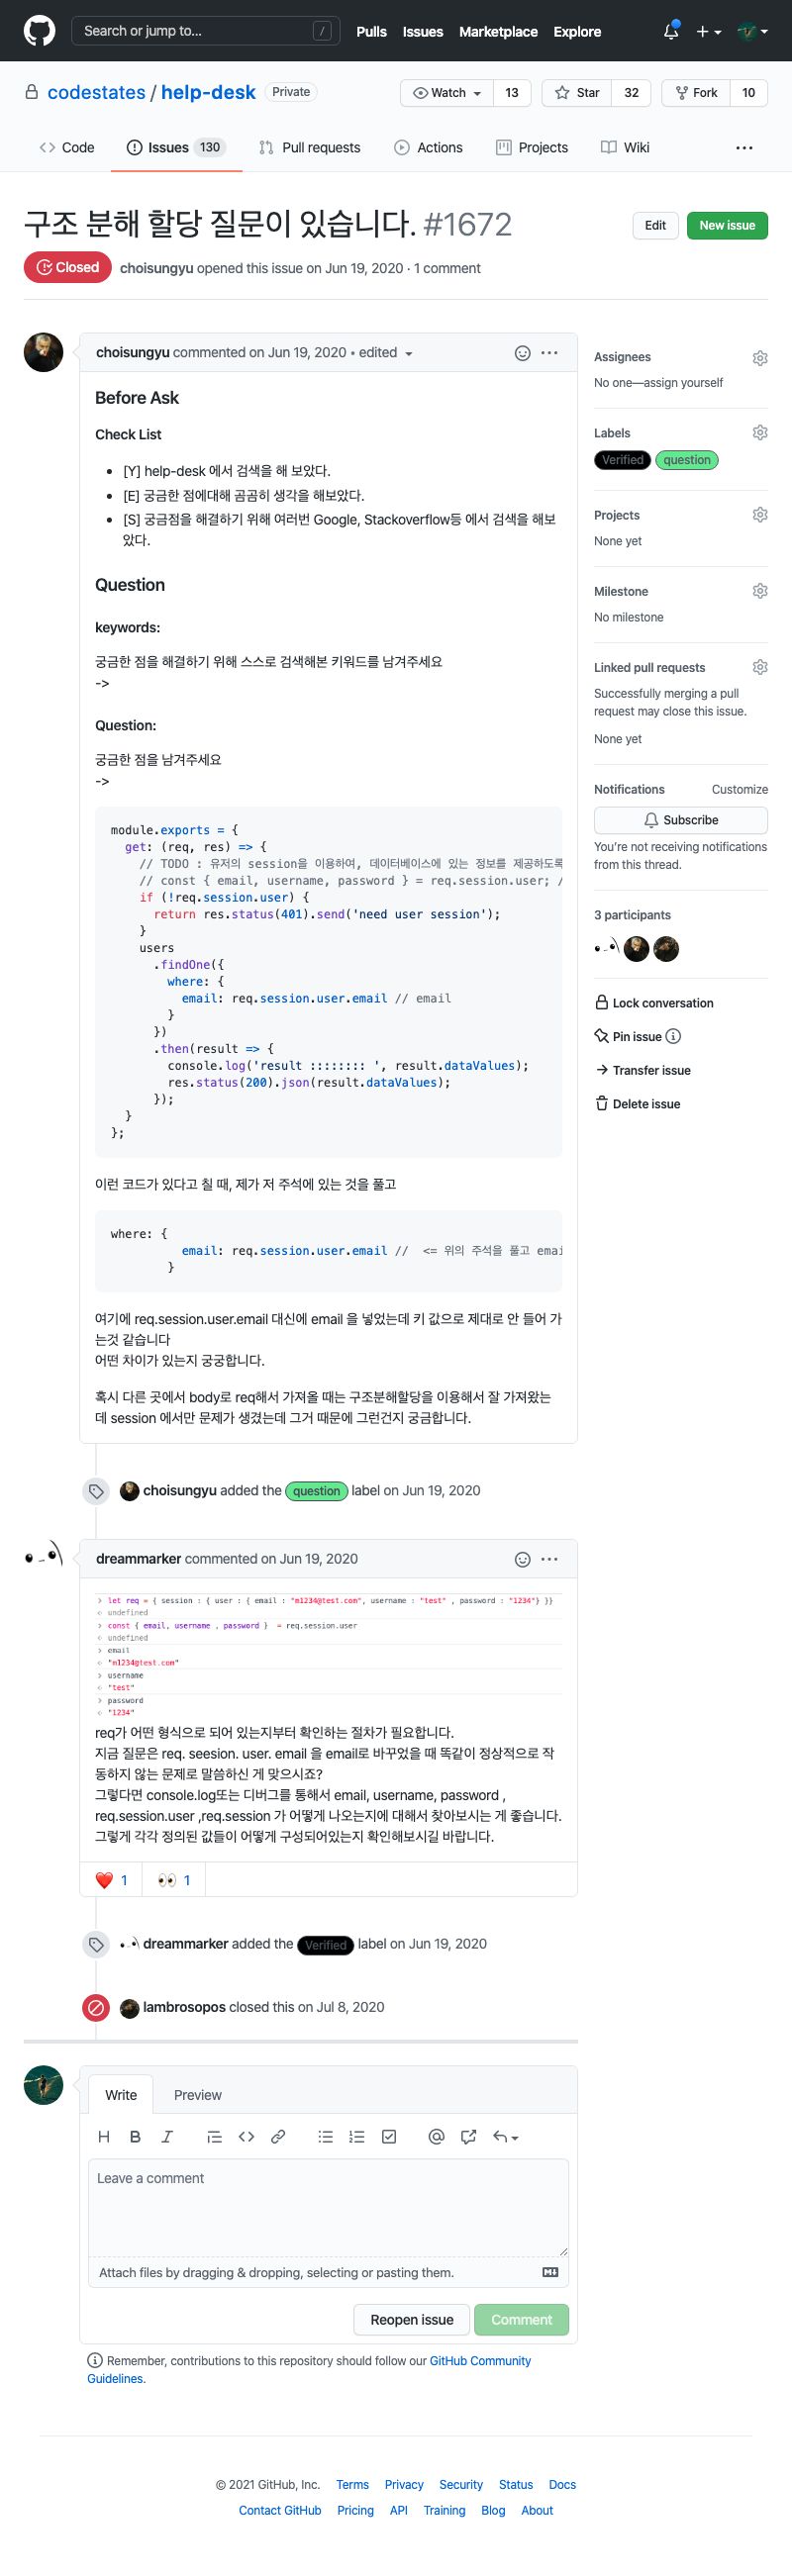 Search or jump to... /
Pulls Issues Marketplace Explore
codestates / help-desk Private
Watch 13 Star 32 Fork 10
Code Issues 130 Pull requests Actions Projects Wiki
구조 분해 할당 질문이 있습니다. #1672
Edit New issue
Closed choisungyu opened this issue on Jun 19, 2020 · 1 comment
choisungyu commented on Jun 19, 2020 • edited
Before Ask
Check List
• [Y] help-desk 에서 검색을 해 보았다.
• [E] 궁금한 점에대해 곰곰히 생각을 해보았다.
• [S] 궁금점을 해결하기 위해 여러번 Google, Stackoverflow등 에서 검색을 해보
았다.
Question
keywords:
궁금한 점을 해결하기 위해 스스로 검색해본 키워드를 남겨주세요
->
Question:
궁금한 점을 남겨주세요
->
module.exports = {
get: (req, res) => {
// TODO : 유저의 session을 이용하여, 데이터베이스에 있는 정보를 제공하도록
// const { email, username, password } = req.session.user; /
if (!req.session.user) {
return res.status(401).send('need user session');
}
users
.findOne({
where: {
email: req.session.user.email // email
}
})
.then(result => {
console.log('result :::::::: ', result.dataValues);
res.status(200).json(result.dataValues);
});
}
};
이런 코드가 있다고 칠 때, 제가 저 주석에 있는 것을 풀고
where: {
email: req.session.user.email // <= 위의 주석을 풀고 emai
}
여기에 req.session.user.email 대신에 email 을 넣었는데 키 값으로 제대로 안 들어 가
는것 같습니다
어떤 차이가 있는지 궁궁합니다.
혹시 다른 곳에서 body로 req해서 가져올 때는 구조분해할당을 이용해서 잘 가져왔는
데 session 에서만 문제가 생겼는데 그거 때문에 그런건지 궁금합니다.
choisungyu added the question label on Jun 19, 2020
dreammarker commented on Jun 19, 2020
> let req = { session : { user : { email : "m1234@test.com", username : "test" , password : "1234"} }}
< undefined
> const { email, username , password } = req.session.user
< undefined
> email
< "m1234@test.com"
> username
< "test"
> password
< "1234"
req가 어떤 형식으로 되어 있는지부터 확인하는 절차가 필요합니다.
지금 질문은 req. seesion. user. email 을 email로 바꾸었을 때 똑같이 정상적으로 작
동하지 않는 문제로 말씀하신 게 맞으시죠?
그렇다면 console.log또는 디버그를 통해서 email, username, password ,
req.session.user ,req.session 가 어떻게 나오는지에 대해서 찾아보시는 게 좋습니다.
그렇게 각각 정의된 값들이 어떻게 구성되어있는지 확인해보시길 바랍니다.
❤️ 1 👀 1
dreammarker added the Verified label on Jun 19, 2020
lambrosopos closed this on Jul 8, 2020
Write Preview
Leave a comment
Attach files by dragging & dropping, selecting or pasting them.
Reopen issue Comment
Remember, contributions to this repository should follow our GitHub Community
Guidelines.
Assignees
No one—assign yourself
Labels
Verified question
Projects
None yet
Milestone
No milestone
Linked pull requests
Successfully merging a pull
request may close this issue.
None yet
Notifications Customize
Subscribe
You're not receiving notifications
from this thread.
3 participants
Lock conversation
Pin issue
Transfer issue
Delete issue
© 2021 GitHub, Inc. Terms Privacy Security Status Docs
Contact GitHub Pricing API Training Blog About